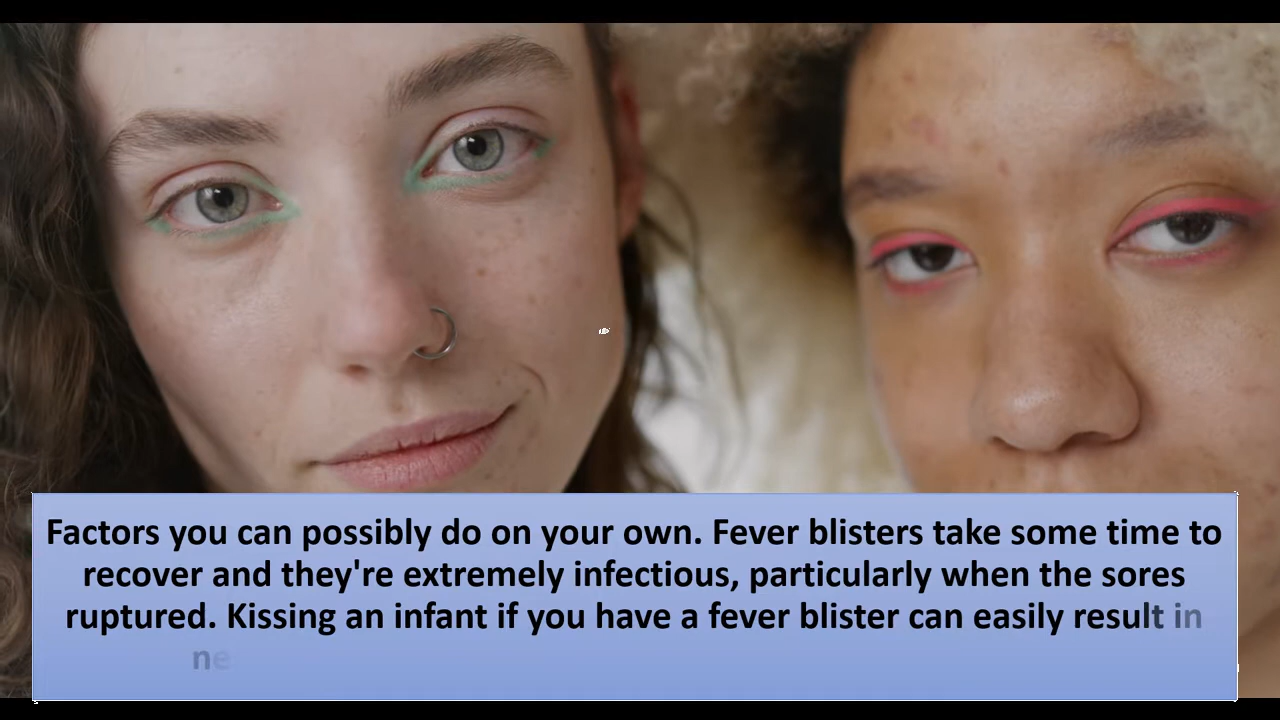 Factors you can possibly do on your own. Fever blisters take some time to
recover and they're extremely infectious, particularly when the sores
ruptured. Kissing an infant if you have a fever blister can easily result in
ne